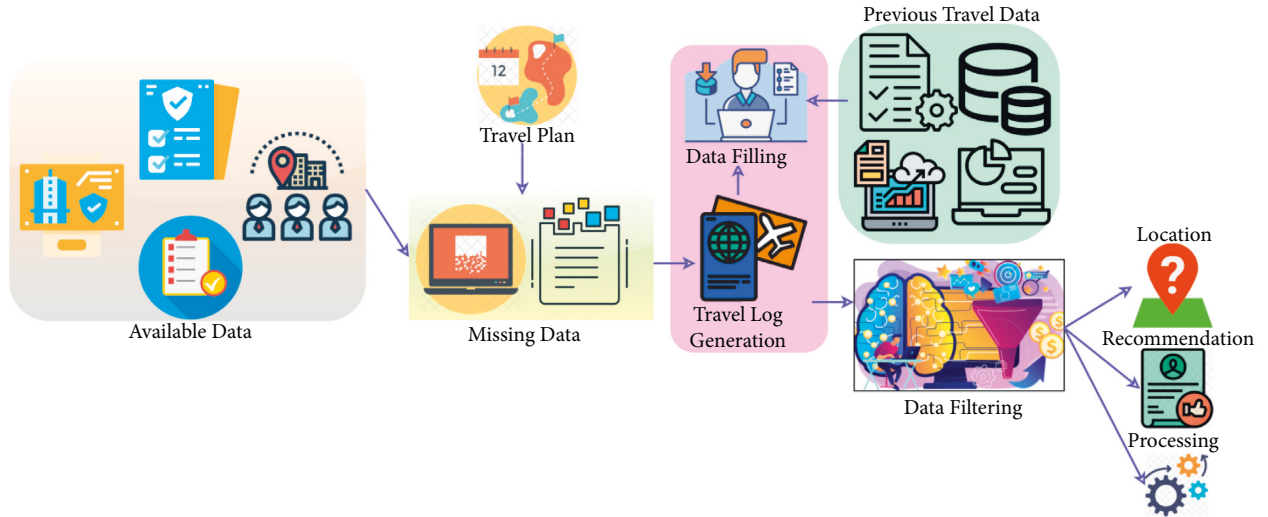 Previous Travel Data
12
Travel Plan
Data Filling
Available Data
Missing Data
Travel Log
Generation
Data Filtering
Location
Recommendation
Processing